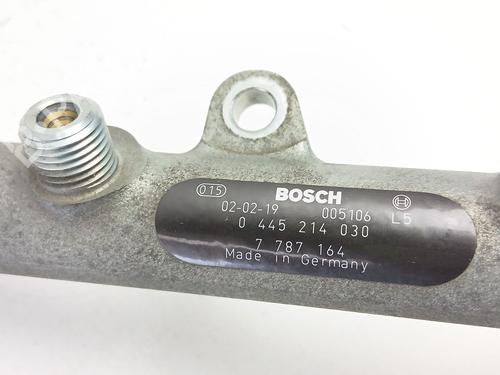 0.15 BOSCH
02-02-19 005106 L5
0 445 214 030
7 787 164
Made in Germany